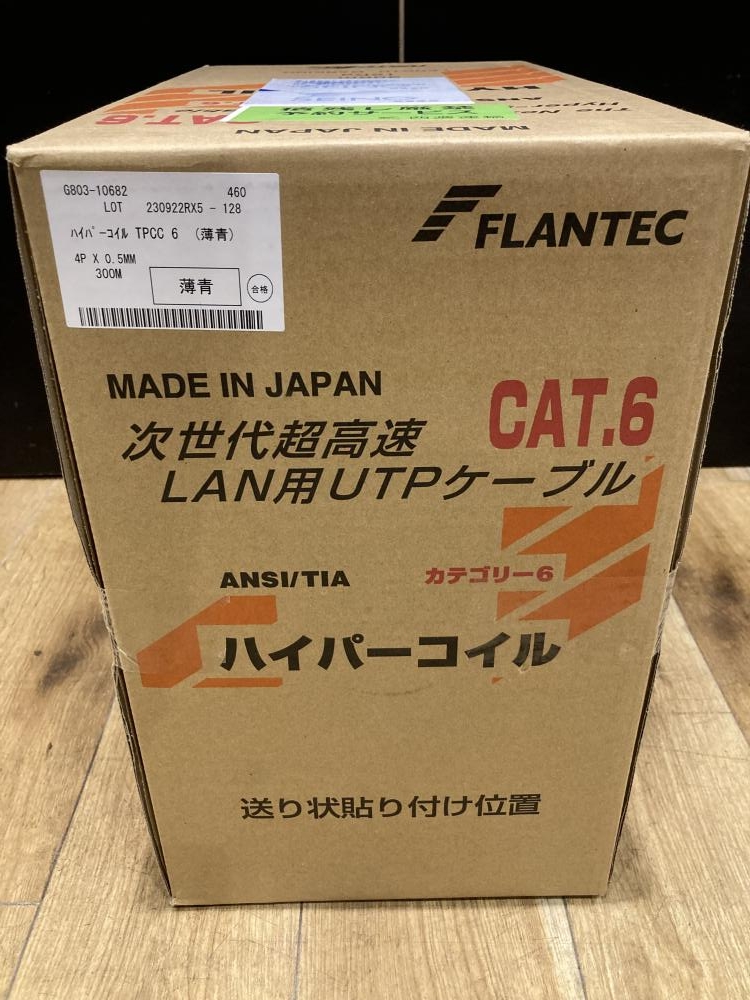 CAT.6
MADE IN JAPAN
G803-10682 460
LOT 230922RX5 - 128
ﾊｲﾊﾟｰｺｲﾙ TPCC 6 (薄青)
4P X 0.5MM
300M
薄青
合格
FLANTEC
MADE IN JAPAN
CAT.6
次世代超高速
LAN用UTPケーブル
ANSI/TIA カテゴリー6
ハイパーコイル
送り状貼り付け位置